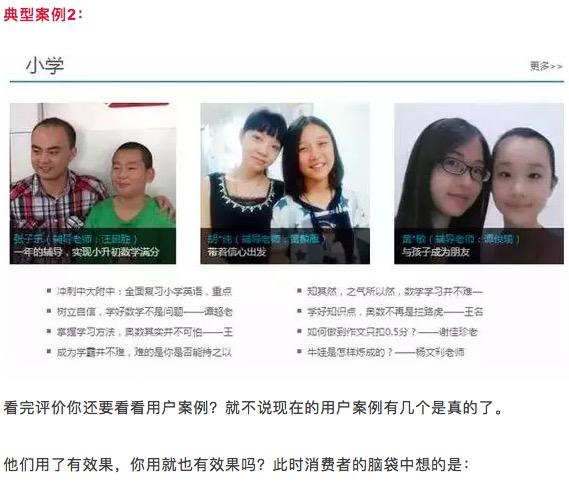 典型案例2：
小学
更多>>
张子乐（辅导老师：汪明胜）
一年的辅导，实现小升初数学满分
胡*纯（辅导老师：黄麟雁）
带着信心出发
董*敬（辅导老师：谭俊瑜）
与孩子成为朋友
冲刺中大附中：全面复习小学英语，重点
树立自信，学好数学不是问题——谭超老
掌握学习方法，奥数其实并不可怕——王
成为学霸并不难，难的是你是否能持之以
知其然，之气所以然，数学学习并不难—
学好知识点，奥数不再是拦路虎——王名
如何做到作文只扣0.5分？——谢佳珍老
牛娃是怎样炼成的？——杨文利老师
看完评价你还要看看用户案例？就不说现在的用户案例有几个是真的了。
他们用了有效果，你用就也有效果吗？此时消费者的脑袋中想的是：